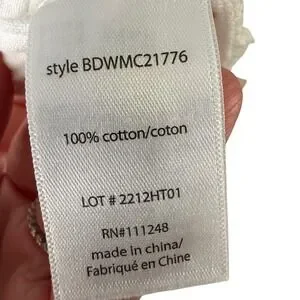 style BDWMC21776
100% cotton/coton
LOT # 2212HT01
RN#111248
made in china/
Fabriqué en Chine